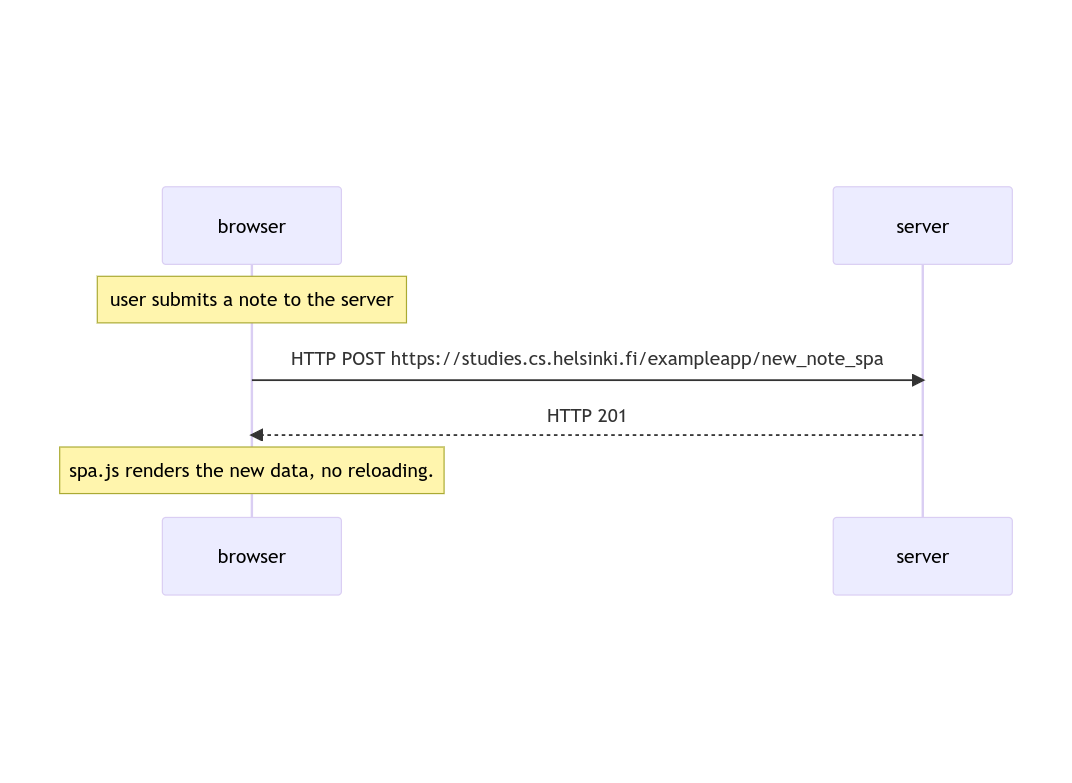 browser
server
user submits a note to the server
HTTP POST https://studies.cs.helsinki.fi/exampleapp/new_note_spa
HTTP 201
spa.js renders the new data, no reloading.
browser
server